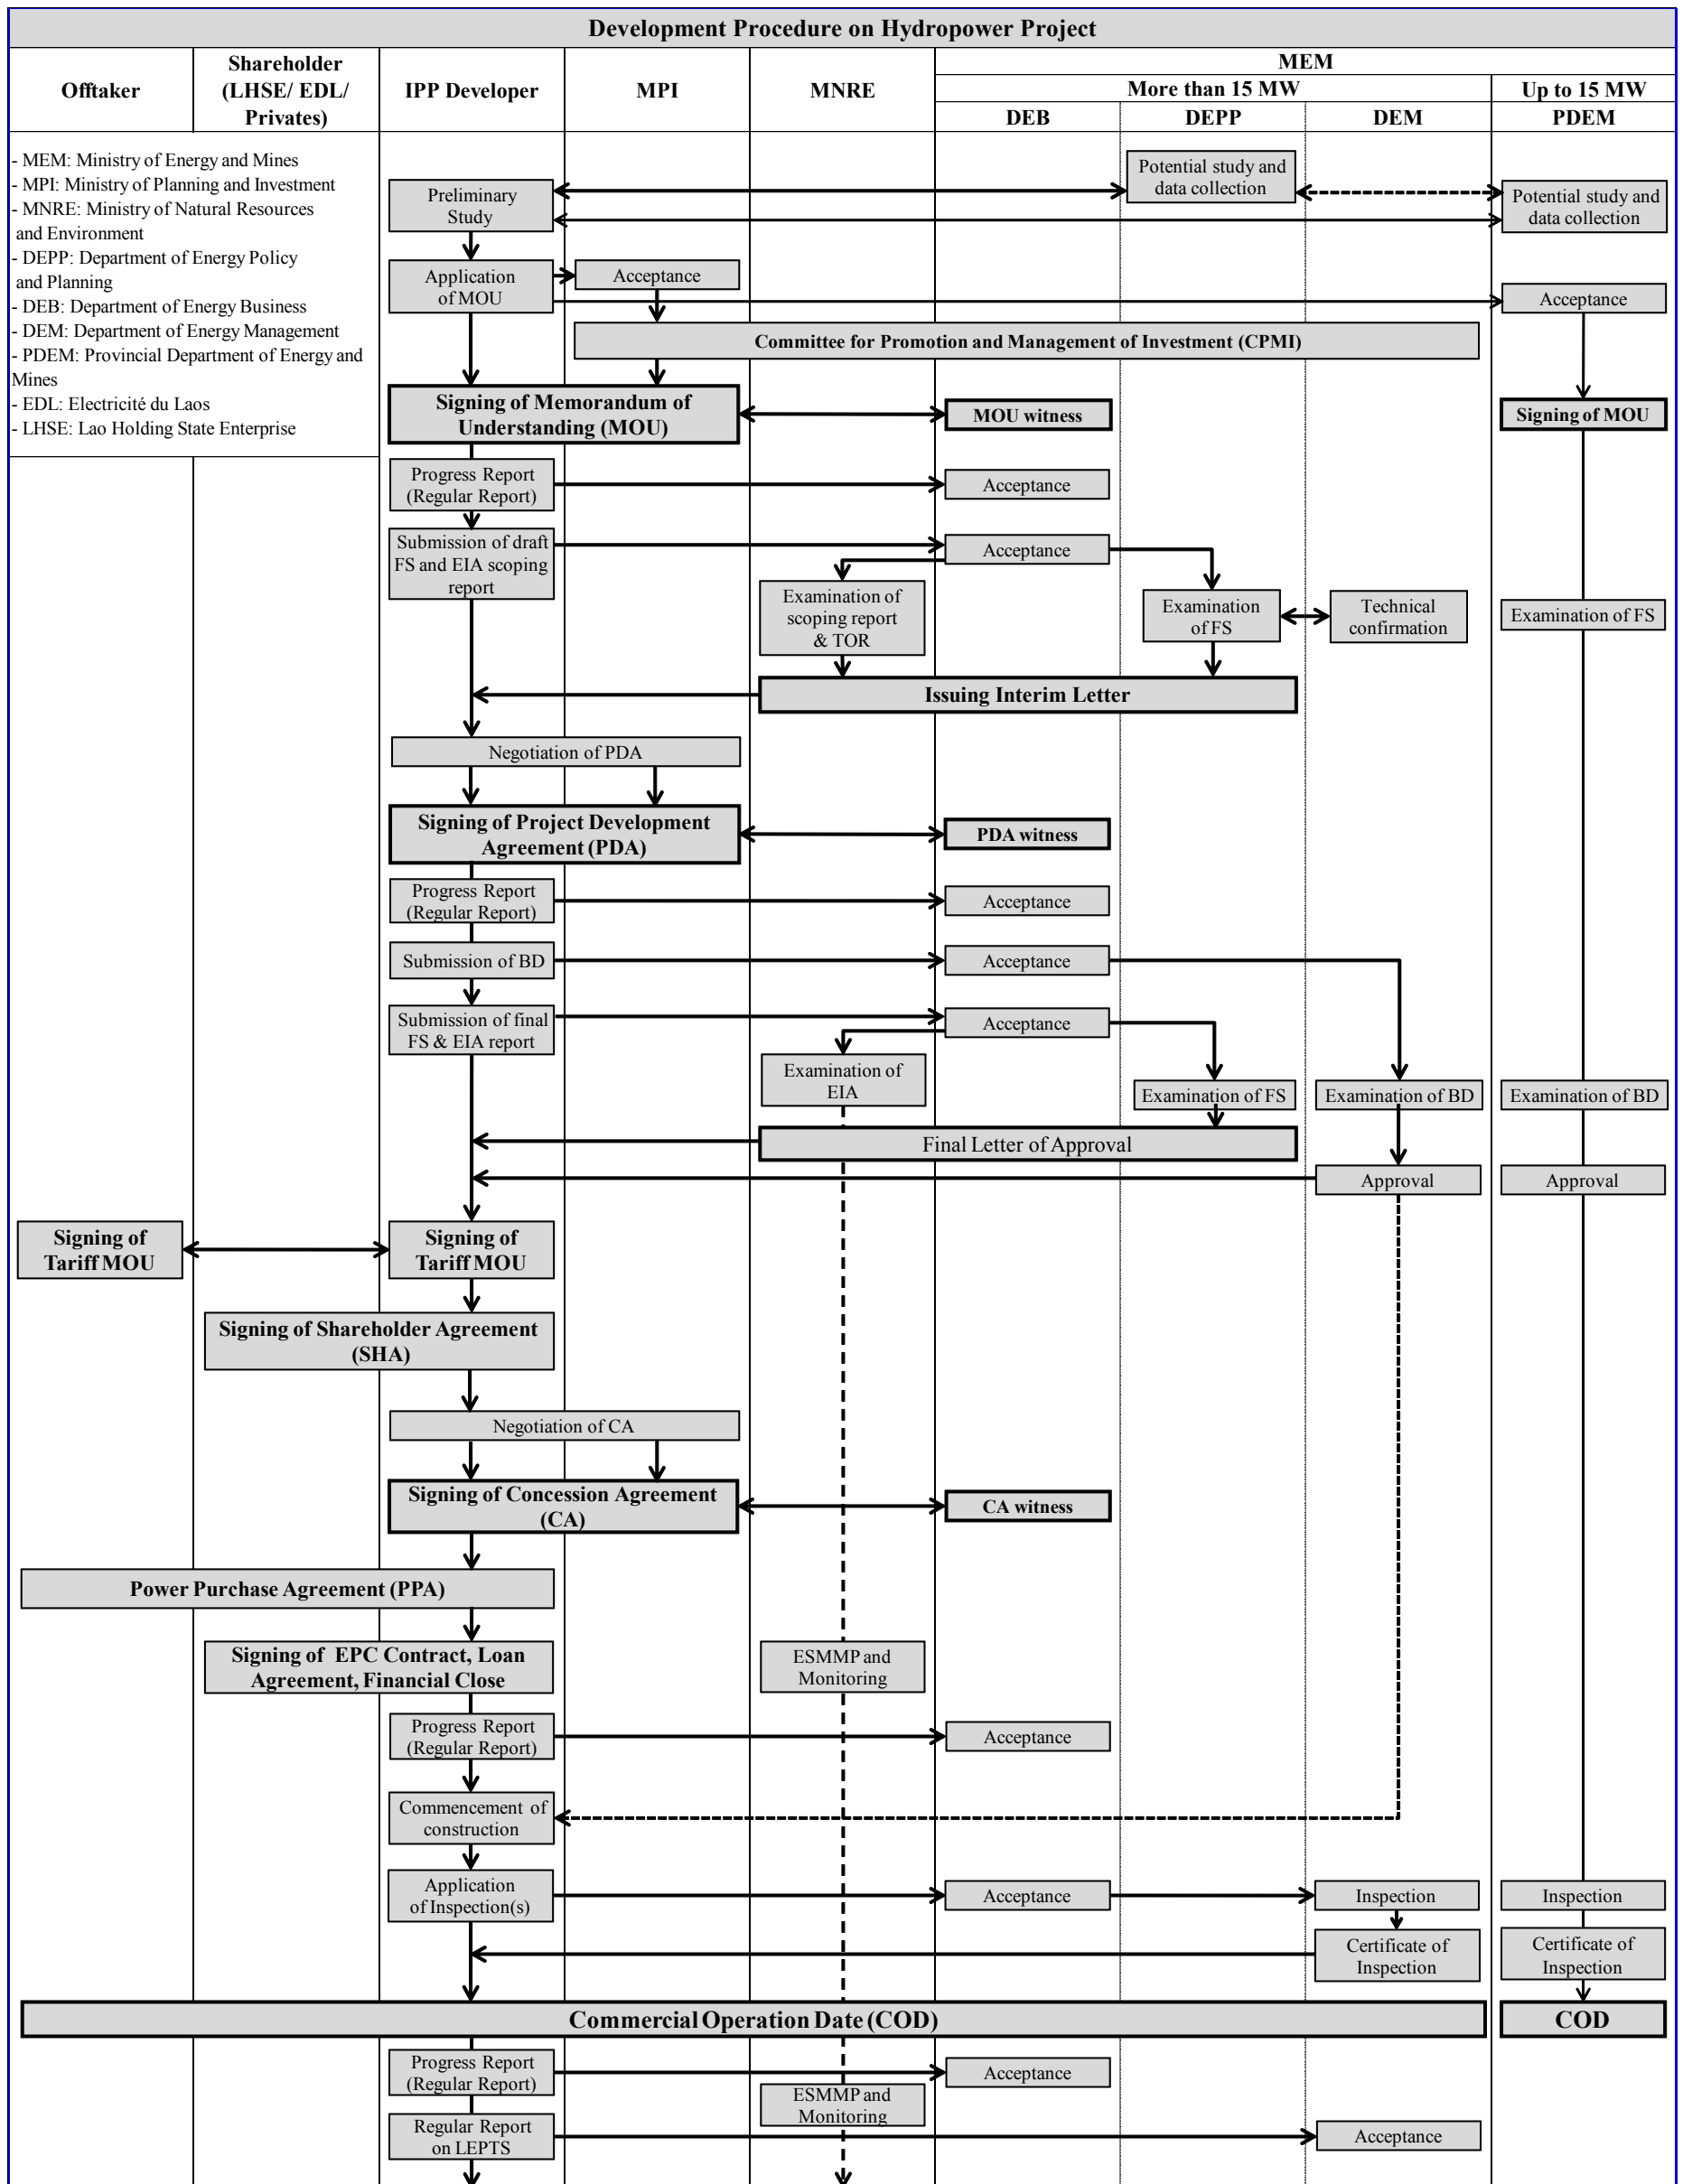 Development Procedure on Hydropower Project
Offtaker
Shareholder
(LHSE/ EDL/
Privates)
IPP Developer
MPI
MNRE
MEM
More than 15 MW
Up to 15 MW
DEB
DEPP
DEM
PDEM
- MEM: Ministry of Energy and Mines
- MPI: Ministry of Planning and Investment
- MNRE: Ministry of Natural Resources
and Environment
- DEPP: Department of Energy Policy
and Planning
- DEB: Department of Energy Business
- DEM: Department of Energy Management
- PDEM: Provincial Department of Energy and
Mines
- EDL: Electricité du Laos
- LHSE: Lao Holding State Enterprise
Preliminary
Study
Potential study and
data collection
Potential study and
data collection
Application
of MOU
Acceptance
Acceptance
Committee for Promotion and Management of Investment (CPMI)
Signing of Memorandum of
Understanding (MOU)
MOU witness
Signing of MOU
Progress Report
(Regular Report)
Acceptance
Submission of draft
FS and EIA scoping
report
Acceptance
Examination of
scoping report
& TOR
Examination
of FS
Technical
confirmation
Examination of FS
Issuing Interim Letter
Negotiation of PDA
Signing of Project Development
Agreement (PDA)
PDA witness
Progress Report
(Regular Report)
Acceptance
Submission of BD
Acceptance
Submission of final
FS & EIA report
Acceptance
Examination of
EIA
Examination of FS
Examination of BD
Examination of BD
Final Letter of Approval
Approval
Approval
Signing of
Tariff MOU
Signing of
Tariff MOU
Signing of Shareholder Agreement
(SHA)
Negotiation of CA
Signing of Concession Agreement
(CA)
CA witness
Power Purchase Agreement (PPA)
Signing of EPC Contract, Loan
Agreement, Financial Close
ESMMP and
Monitoring
Progress Report
(Regular Report)
Acceptance
Commencement of
construction
Application
of Inspection(s)
Acceptance
Inspection
Inspection
Certificate of
Inspection
Certificate of
Inspection
Commercial Operation Date (COD)
COD
Progress Report
(Regular Report)
Acceptance
ESMMP and
Monitoring
Regular Report
on LEPTS
Acceptance